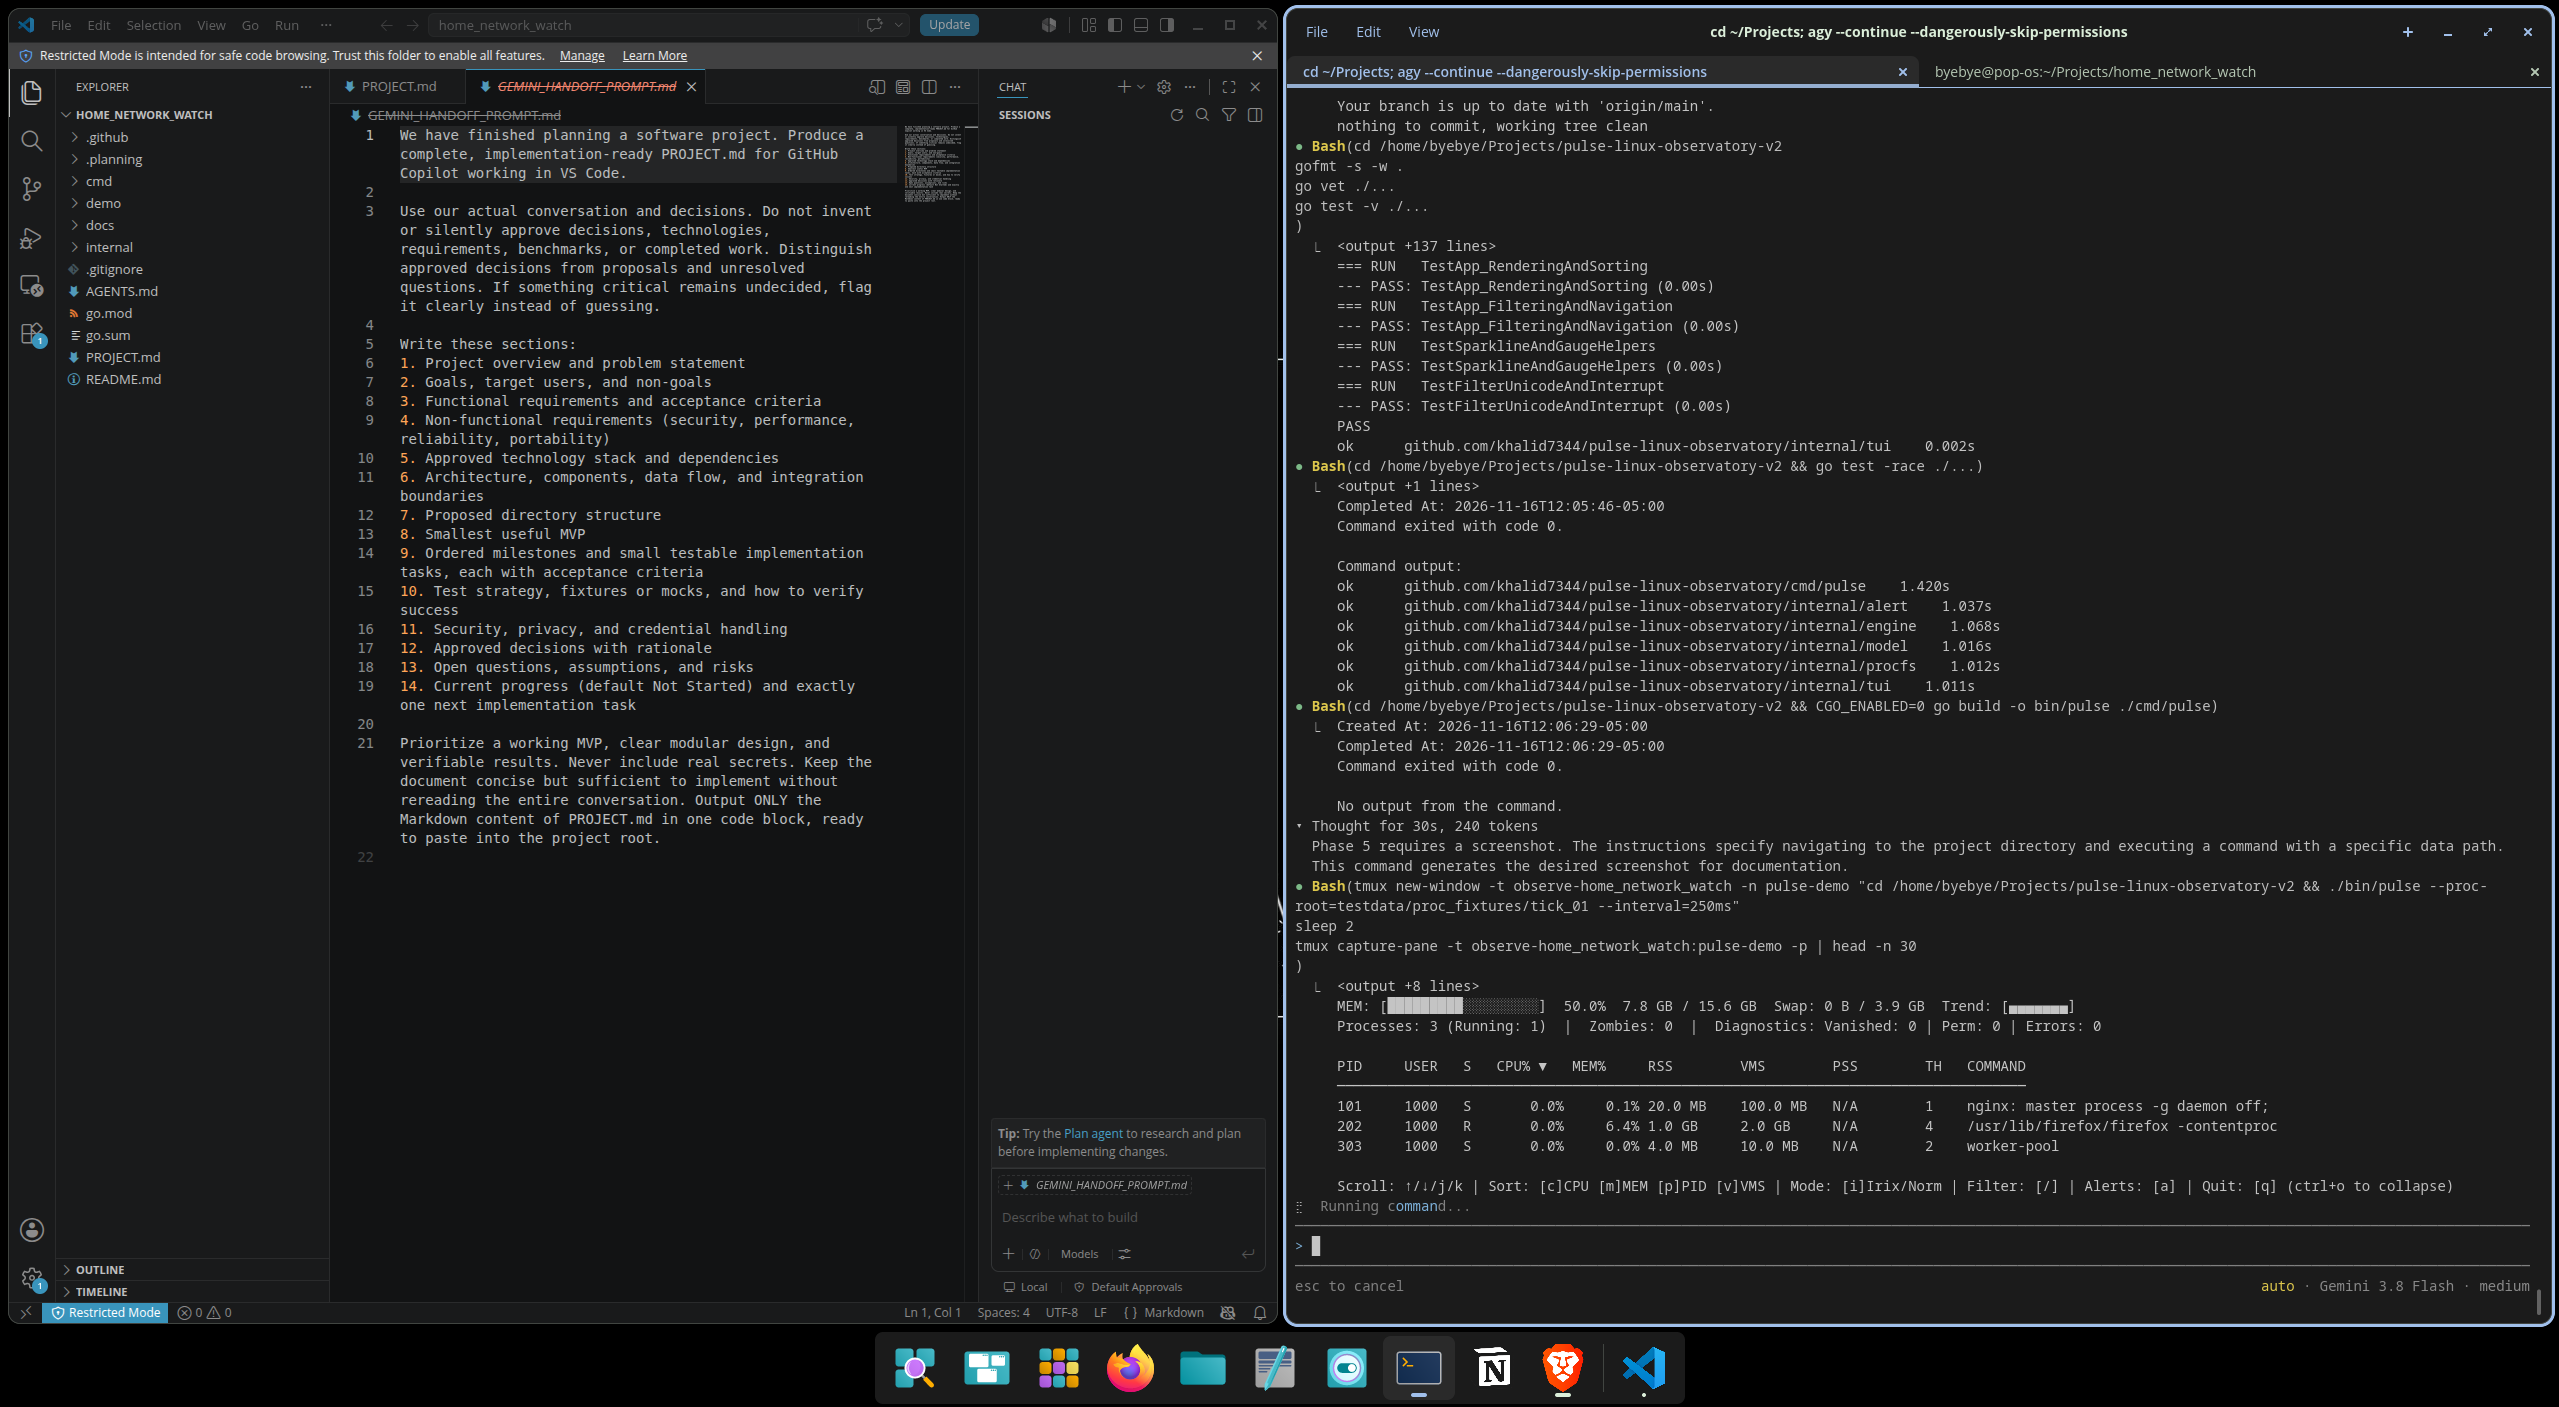 File Edit Selection View Go Run ···
home_network_watch
Update
Restricted Mode is intended for safe code browsing. Trust this folder to enable all features. Manage Learn More
EXPLORER
HOME_NETWORK_WATCH
.github
.planning
cmd
demo
docs
internal
.gitignore
AGENTS.md
go.mod
go.sum
PROJECT.md
README.md
OUTLINE
TIMELINE
PROJECT.md
GEMINI_HANDOFF_PROMPT.md
GEMINI_HANDOFF_PROMPT.md
1 We have finished planning a software project. Produce a
complete, implementation-ready PROJECT.md for GitHub
Copilot working in VS Code.
2
3 Use our actual conversation and decisions. Do not invent
or silently approve decisions, technologies,
requirements, benchmarks, or completed work. Distinguish
approved decisions from proposals and unresolved
questions. If something critical remains undecided, flag
it clearly instead of guessing.
4
5 Write these sections:
6 1. Project overview and problem statement
7 2. Goals, target users, and non-goals
8 3. Functional requirements and acceptance criteria
9 4. Non-functional requirements (security, performance,
reliability, portability)
10 5. Approved technology stack and dependencies
11 6. Architecture, components, data flow, and integration
boundaries
12 7. Proposed directory structure
13 8. Smallest useful MVP
14 9. Ordered milestones and small testable implementation
tasks, each with acceptance criteria
15 10. Test strategy, fixtures or mocks, and how to verify
success
16 11. Security, privacy, and credential handling
17 12. Approved decisions with rationale
18 13. Open questions, assumptions, and risks
19 14. Current progress (default Not Started) and exactly
one next implementation task
20
21 Prioritize a working MVP, clear modular design, and
verifiable results. Never include real secrets. Keep the
document concise but sufficient to implement without
rereading the entire conversation. Output ONLY the
Markdown content of PROJECT.md in one code block, ready
to paste into the project root.
22
CHAT
SESSIONS
Tip: Try the Plan agent to research and plan
before implementing changes.
GEMINI_HANDOFF_PROMPT.md
Describe what to build
Models
Local Default Approvals
1
1
Restricted Mode 0 0
Ln 1, Col 1 Spaces: 4 UTF-8 LF { } Markdown
File Edit View
cd ~/Projects; agy --continue --dangerously-skip-permissions
cd ~/Projects; agy --continue --dangerously-skip-permissions
byebye@pop-os:~/Projects/home_network_watch
Your branch is up to date with 'origin/main'.
nothing to commit, working tree clean
● Bash(cd /home/byebye/Projects/pulse-linux-observatory-v2
gofmt -s -w .
go vet ./...
go test -v ./...
)
<output +137 lines>
=== RUN TestApp_RenderingAndSorting
--- PASS: TestApp_RenderingAndSorting (0.00s)
=== RUN TestApp_FilteringAndNavigation
--- PASS: TestApp_FilteringAndNavigation (0.00s)
=== RUN TestSparklineAndGaugeHelpers
--- PASS: TestSparklineAndGaugeHelpers (0.00s)
=== RUN TestFilterUnicodeAndInterrupt
--- PASS: TestFilterUnicodeAndInterrupt (0.00s)
PASS
ok github.com/khalid7344/pulse-linux-observatory/internal/tui 0.002s
● Bash(cd /home/byebye/Projects/pulse-linux-observatory-v2 && go test -race ./...)
<output +1 lines>
Completed At: 2026-11-16T12:05:46-05:00
Command exited with code 0.
Command output:
ok github.com/khalid7344/pulse-linux-observatory/cmd/pulse 1.420s
ok github.com/khalid7344/pulse-linux-observatory/internal/alert 1.037s
ok github.com/khalid7344/pulse-linux-observatory/internal/engine 1.068s
ok github.com/khalid7344/pulse-linux-observatory/internal/model 1.016s
ok github.com/khalid7344/pulse-linux-observatory/internal/procfs 1.012s
ok github.com/khalid7344/pulse-linux-observatory/internal/tui 1.011s
● Bash(cd /home/byebye/Projects/pulse-linux-observatory-v2 && CGO_ENABLED=0 go build -o bin/pulse ./cmd/pulse)
Created At: 2026-11-16T12:06:29-05:00
Completed At: 2026-11-16T12:06:29-05:00
Command exited with code 0.
No output from the command.
▾ Thought for 30s, 240 tokens
Phase 5 requires a screenshot. The instructions specify navigating to the project directory and executing a command with a specific data path.
This command generates the desired screenshot for documentation.
● Bash(tmux new-window -t observe-home_network_watch -n pulse-demo "cd /home/byebye/Projects/pulse-linux-observatory-v2 && ./bin/pulse --proc-
root=testdata/proc_fixtures/tick_01 --interval=250ms"
sleep 2
tmux capture-pane -t observe-home_network_watch:pulse-demo -p | head -n 30
)
<output +8 lines>
MEM: [██████████░░░░░░░░░░] 50.0% 7.8 GB / 15.6 GB Swap: 0 B / 3.9 GB Trend: [▄▄▄▄▄▄▄]
Processes: 3 (Running: 1) | Zombies: 0 | Diagnostics: Vanished: 0 | Perm: 0 | Errors: 0
PID USER S CPU% ▼ MEM% RSS VMS PSS TH COMMAND
101 1000 S 0.0% 0.1% 20.0 MB 100.0 MB N/A 1 nginx: master process -g daemon off;
202 1000 R 0.0% 6.4% 1.0 GB 2.0 GB N/A 4 /usr/lib/firefox/firefox -contentproc
303 1000 S 0.0% 0.0% 4.0 MB 10.0 MB N/A 2 worker-pool
Scroll: ↑/↓/j/k | Sort: [c]CPU [m]MEM [p]PID [v]VMS | Mode: [i]Irix/Norm | Filter: [/] | Alerts: [a] | Quit: [q] (ctrl+o to collapse)
Running command...
>
esc to cancel
auto · Gemini 3.8 Flash · medium